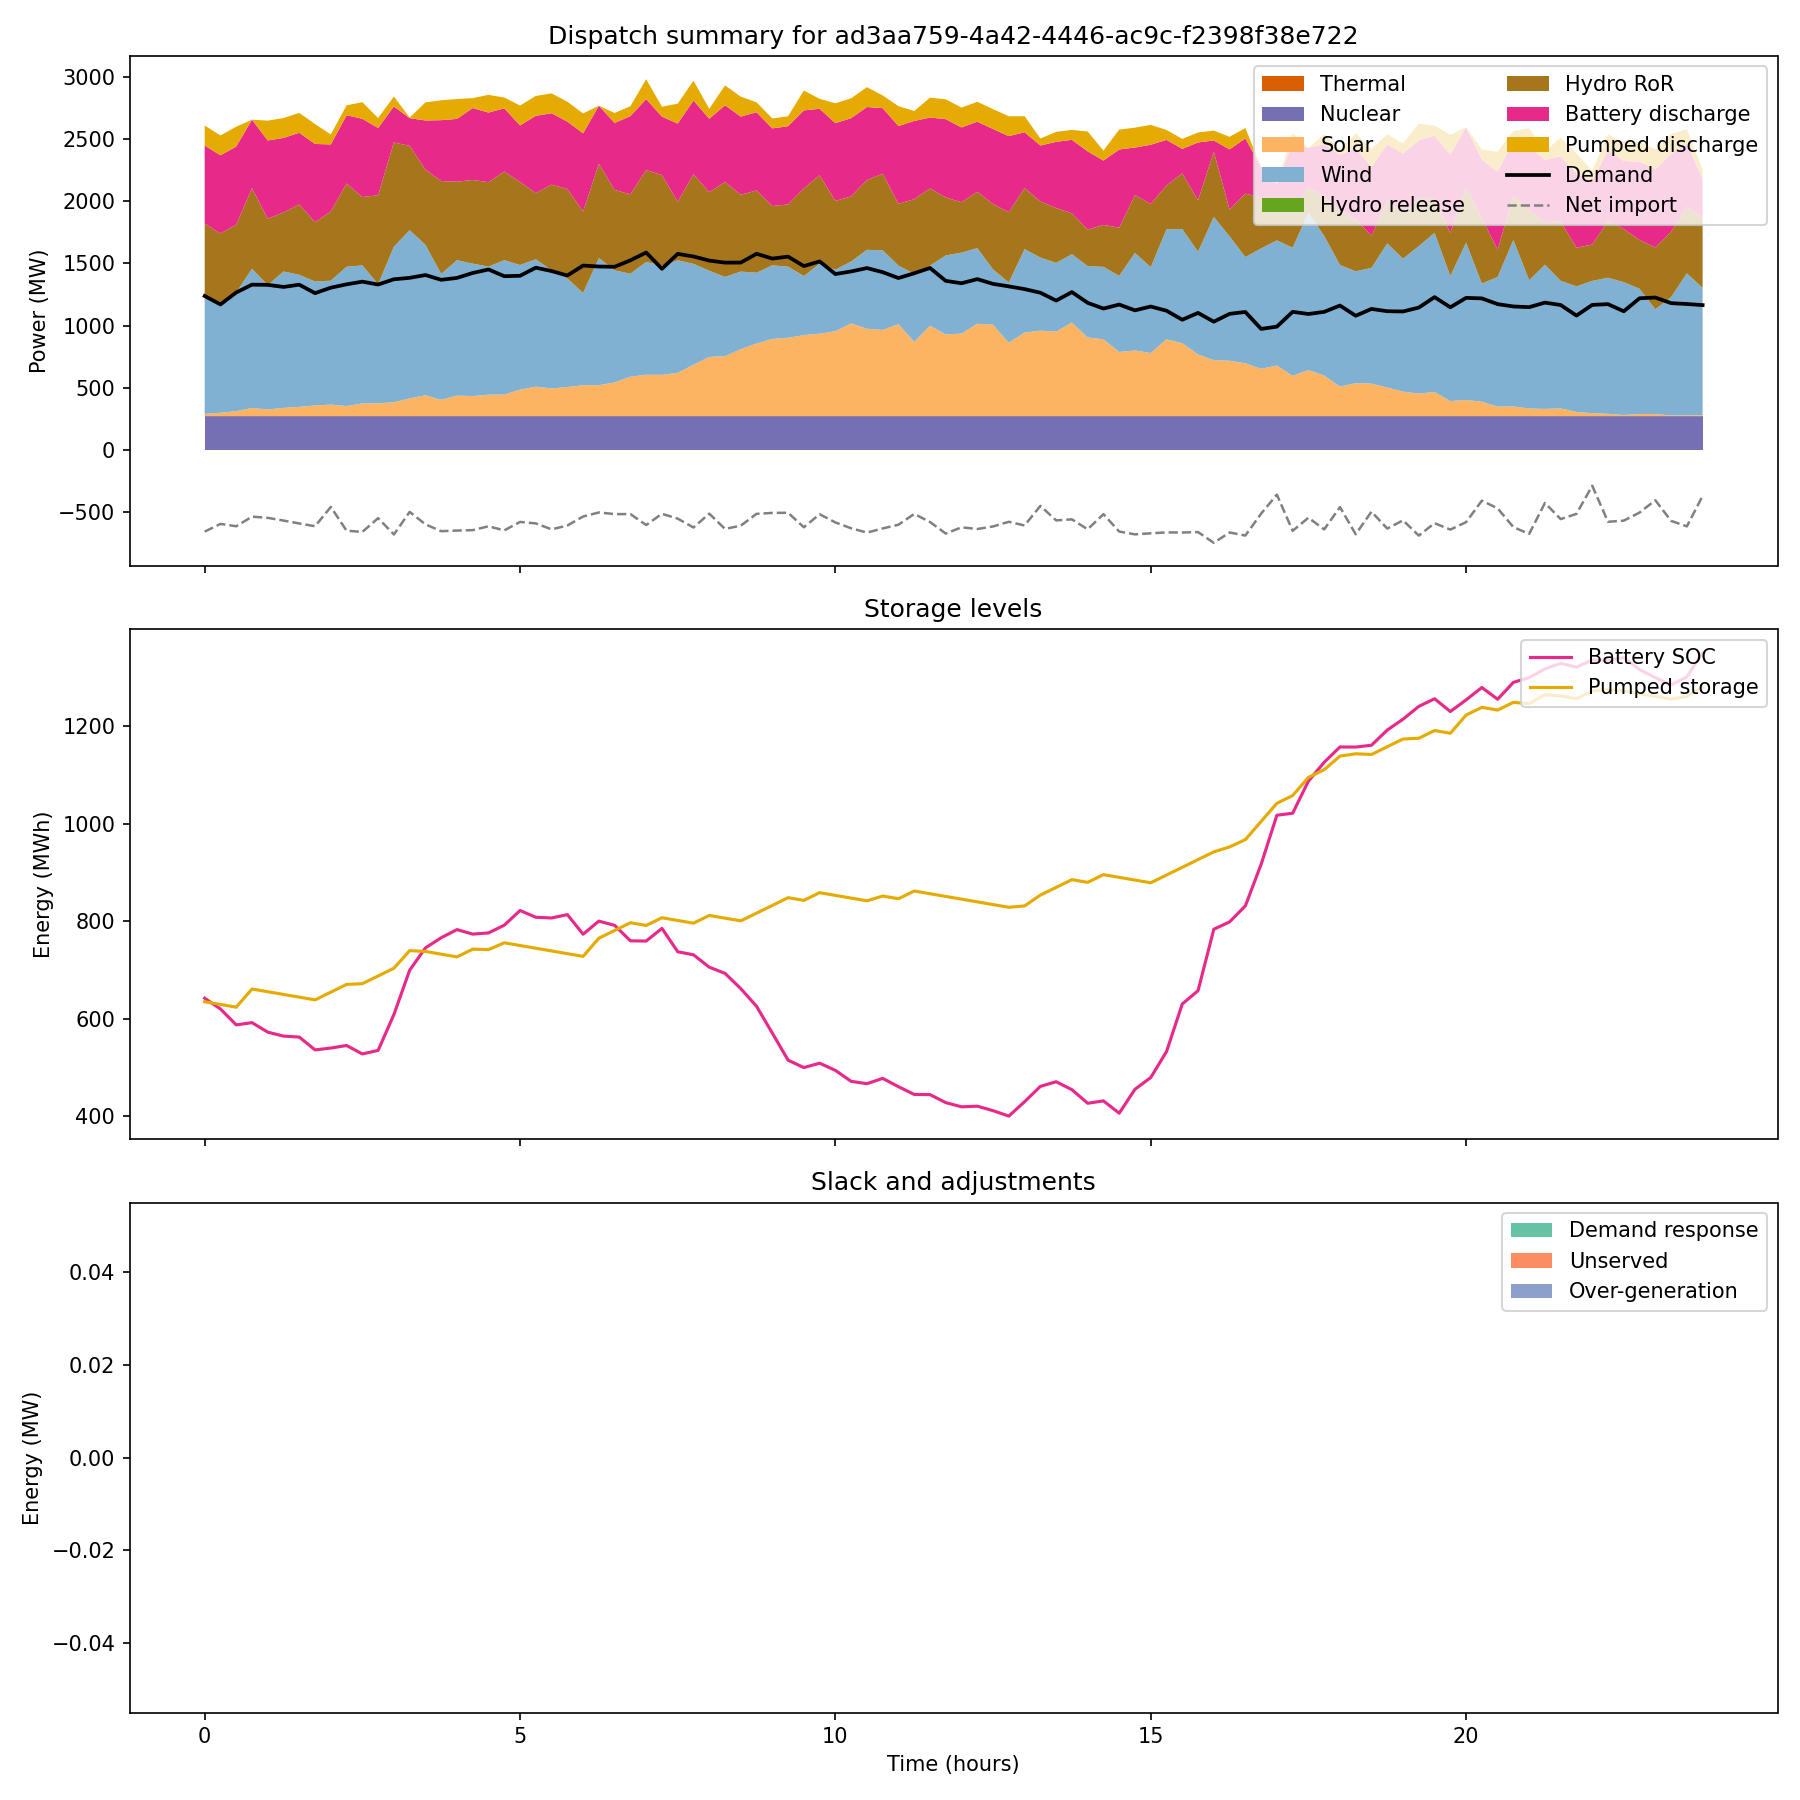 Dispatch summary for ad3aa759-4a42-4446-ac9c-f2398f38e722
Power (MW)
3000
2500
2000
1500
1000
500
0
−500
Thermal
Nuclear
Solar
Wind
Hydro release
Hydro RoR
Battery discharge
Pumped discharge
Demand
Net import
Storage levels
Energy (MWh)
1200
1000
800
600
400
Battery SOC
Pumped storage
Slack and adjustments
Energy (MW)
0.04
0.02
0.00
−0.02
−0.04
Demand response
Unserved
Over-generation
0
5
10
15
20
Time (hours)